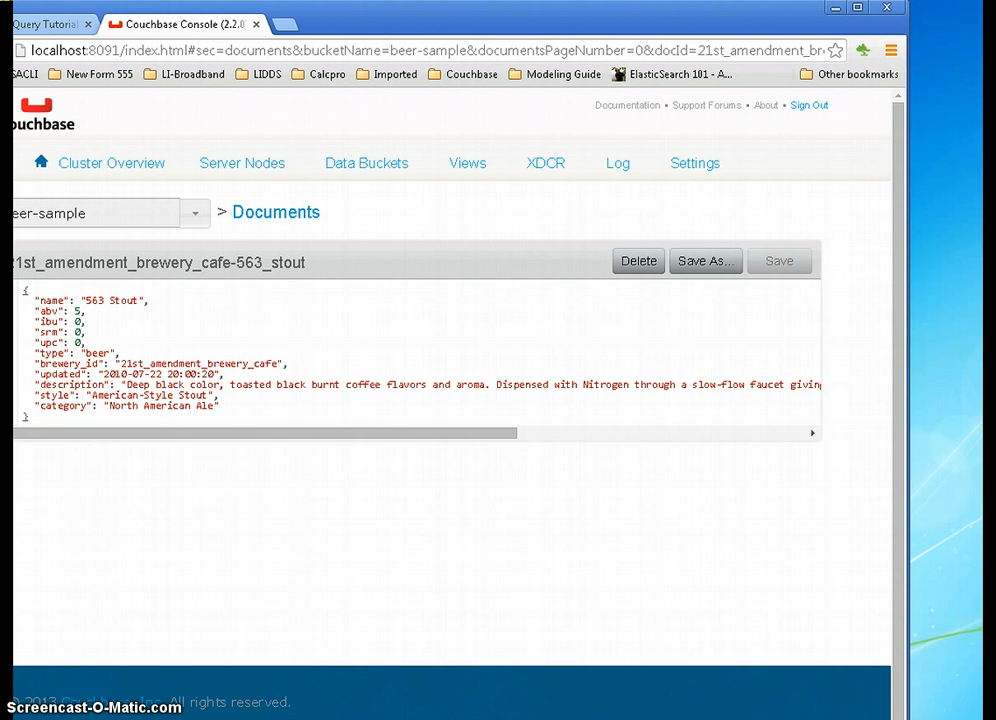 Query Tutorial × Couchbase Console (2.2.0 ×
localhost:8091/index.html#sec=documents&bucketName=beer-sample&documentsPageNumber=0&docId=21st_amendment_br
SACLI New Form 555 LI-Broadband LIDDS Calcpro Imported Couchbase Modeling Guide ElasticSearch 101 - A... Other bookmarks
Documentation • Support Forums • About • Sign Out
ouchbase
Cluster Overview Server Nodes Data Buckets Views XDCR Log Settings
eer-sample > Documents
1st_amendment_brewery_cafe-563_stout Delete Save As... Save
{
"name": "563 Stout",
"abv": 5,
"ibu": 0,
"srm": 0,
"upc": 0,
"type": "beer",
"brewery_id": "21st_amendment_brewery_cafe",
"updated": "2010-07-22 20:00:20",
"description": "Deep black color, toasted black burnt coffee flavors and aroma. Dispensed with Nitrogen through a slow-flow faucet giving
"style": "American-Style Stout",
"category": "North American Ale"
}
© 2013 Couchbase, Inc. All rights reserved.
Screencast-O-Matic.com